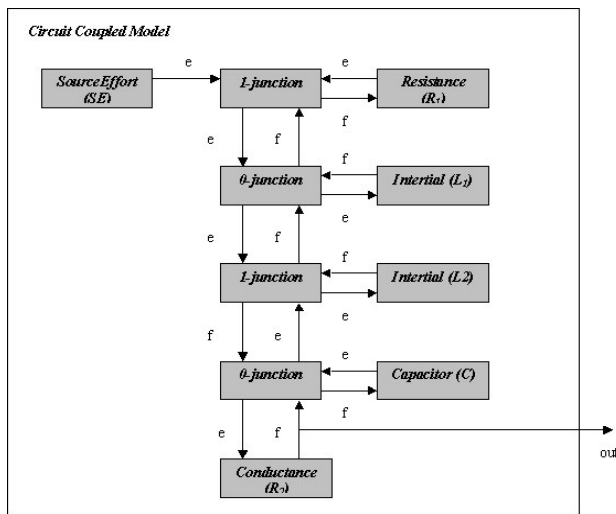 Circuit Coupled Model
e
e
SourceEffort
(SE)
1-junction
Resistance
(R1)
f
e
f
f
0-junction
Intertial (L1)
e
e
f
f
1-junction
Intertial (L2)
e
f
e
e
0-junction
Capacitor (C)
f
e
f
out
Conductance
(R2)